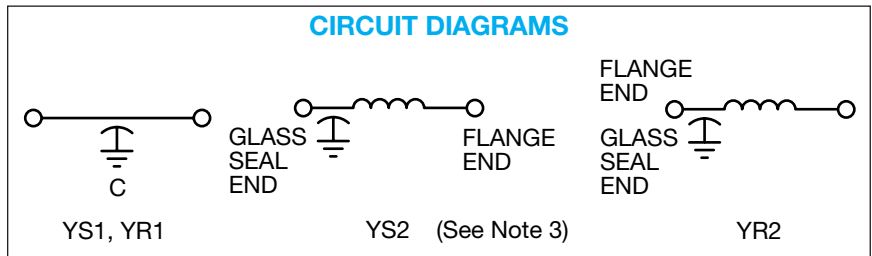 CIRCUIT DIAGRAMS
C
YS1, YR1
GLASS
SEAL
END
FLANGE
END
YS2 (See Note 3)
FLANGE
END
GLASS
SEAL
END
YR2